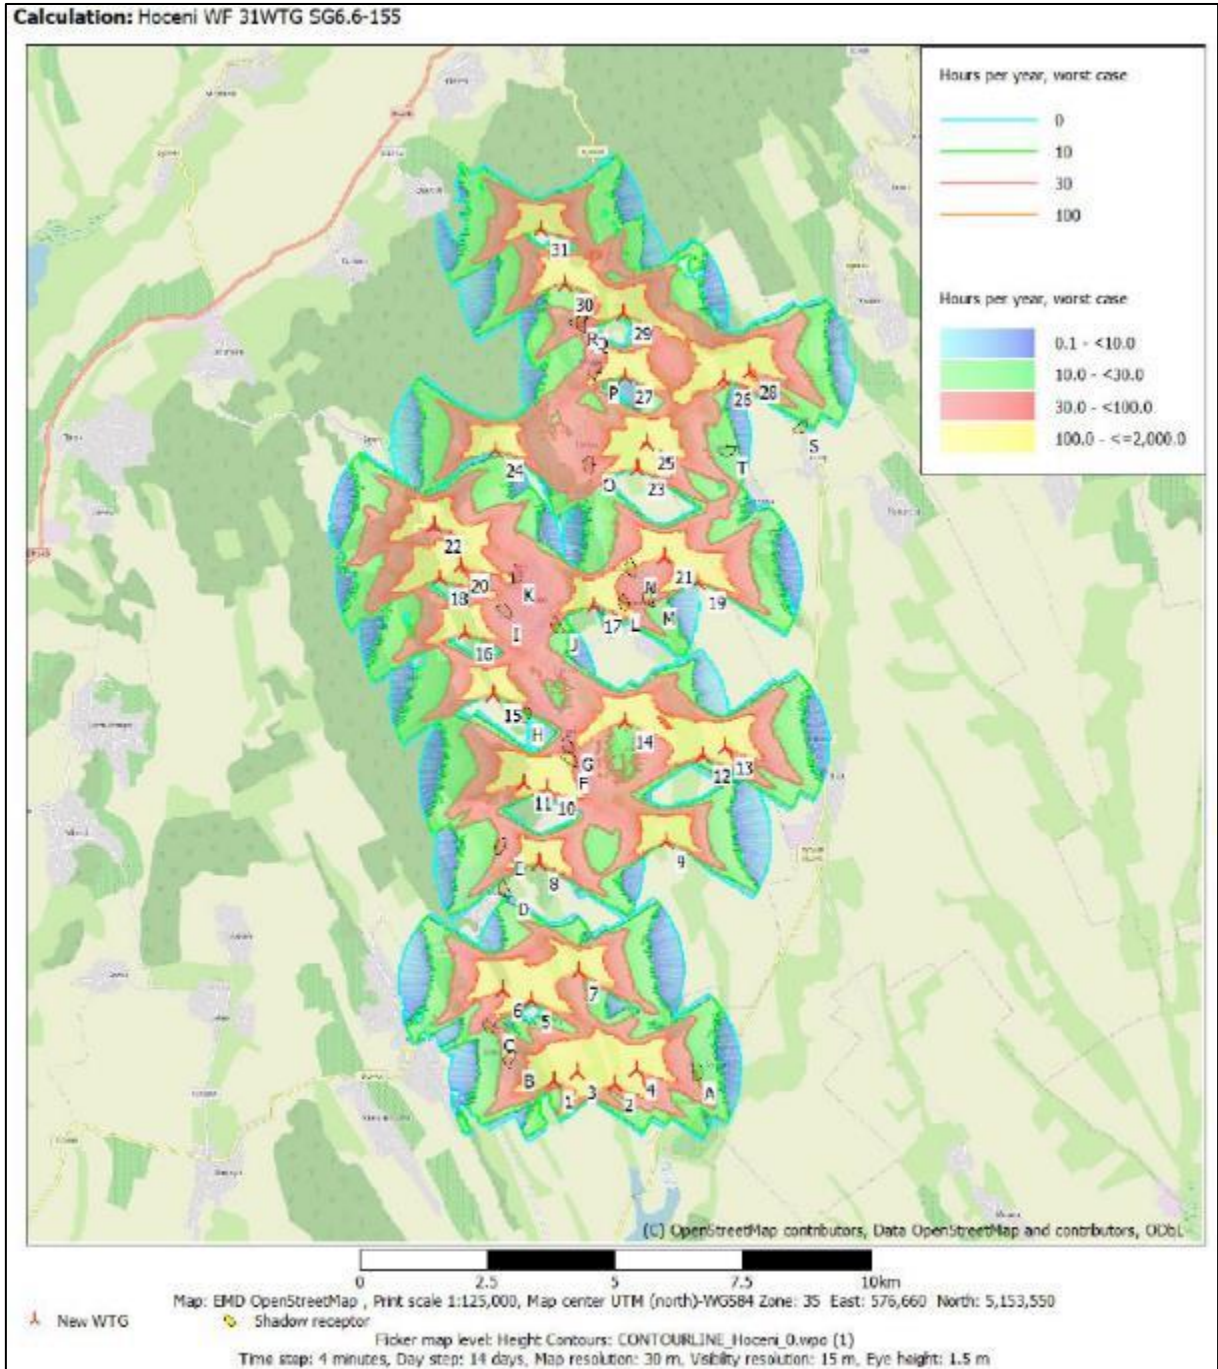 Calculation: Hoceni WF 31WTG SG6.6-155
Hours per year, worst case
0
10
30
100
Hours per year, worst case
0.1 - <10.0
10.0 - <30.0
30.0 - <100.0
100.0 - <=2,000.0
31
30
29
R
Q
P
27
26
28
S
T
25
24
O
23
22
20
K
N
21
18
19
I
17
L
M
J
16
15
H
14
G
13
12
F
11
10
9
E
8
D
7
6
5
C
B
1
3
2
4
A
(C) OpenStreetMap contributors, Data OpenStreetMap and contributors, ODbL
0
2.5
5
7.5
10km
Map: EMD OpenStreetMap , Print scale 1:125,000, Map center UTM (north)-WGS84 Zone: 35 East: 576,660 North: 5,153,550
New WTG
Shadow receptor
Flicker map level: Height Contours: CONTOURLINE_Hoceni_0.wpo (1)
Time step: 4 minutes, Day step: 14 days, Map resolution: 30 m, Visibility resolution: 15 m, Eye height: 1.5 m